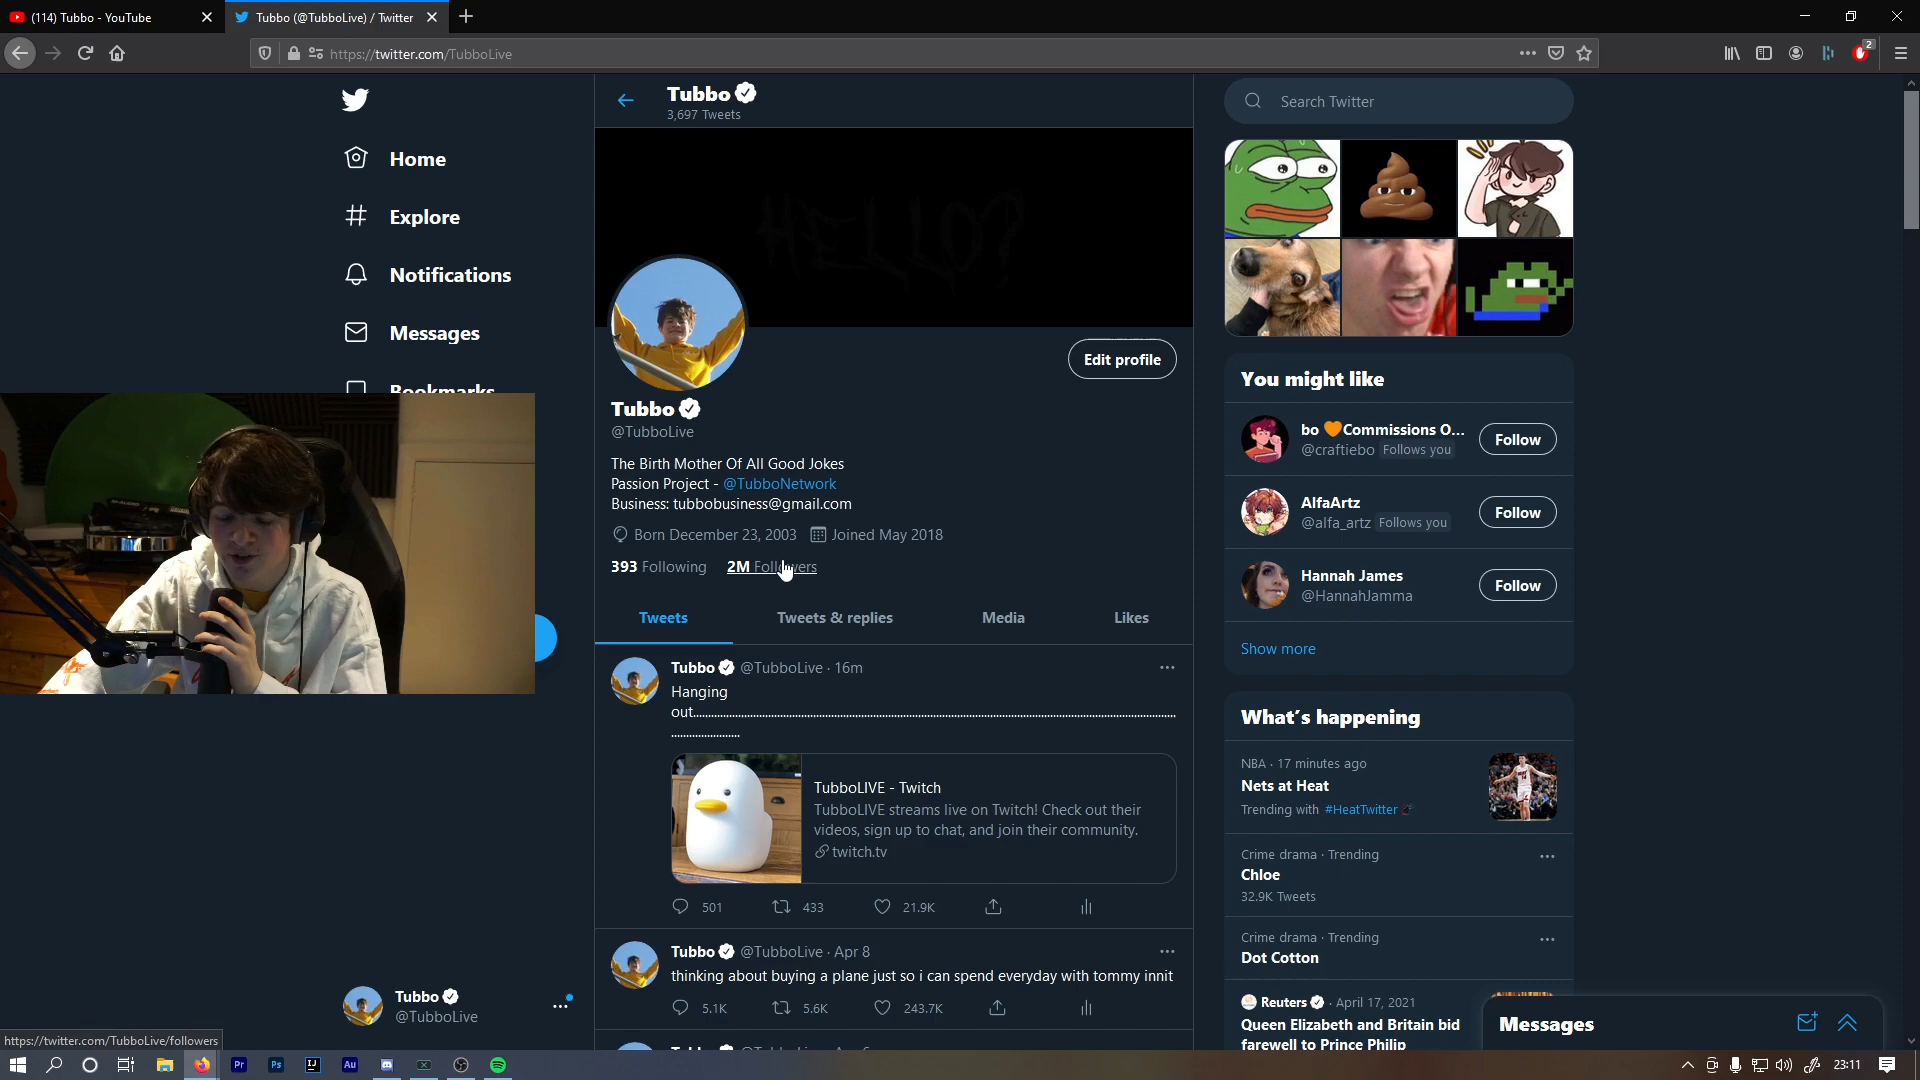 (114) Tubbo - YouTube
Tubbo (@TubboLive) / Twitter
https://twitter.com/TubboLive
2
Home
Explore
Notifications
Messages
Bookmarks
Tubbo
@TubboLive
Tubbo
3,697 Tweets
HELLO?
Edit profile
Tubbo
@TubboLive
The Birth Mother Of All Good Jokes
Passion Project - @TubboNetwork
Business: tubbobusiness@gmail.com
Born December 23, 2003 Joined May 2018
393 Following 2M Followers
Tweets Tweets & replies Media Likes
Tubbo @TubboLive · 16m
Hanging
out........................................................................................................................................................
.......................
TubboLIVE - Twitch
TubboLIVE streams live on Twitch! Check out their
videos, sign up to chat, and join their community.
twitch.tv
501 433 21.9K
Tubbo @TubboLive · Apr 8
thinking about buying a plane just so i can spend everyday with tommy innit
5.1K 5.6K 243.7K
Search Twitter
You might like
bo 🧡Commissions O...
@craftiebo Follows you
Follow
AlfaArtz
@alfa_artz Follows you
Follow
Hannah James
@HannahJamma
Follow
Show more
What's happening
NBA · 17 minutes ago
Nets at Heat
Trending with #HeatTwitter
Crime drama · Trending
Chloe
32.9K Tweets
Crime drama · Trending
Dot Cotton
Reuters · April 17, 2021
Queen Elizabeth and Britain bid
farewell to Prince Philip
Messages
https://twitter.com/TubboLive/followers
Pr
Ps
IJ
Au
23:11